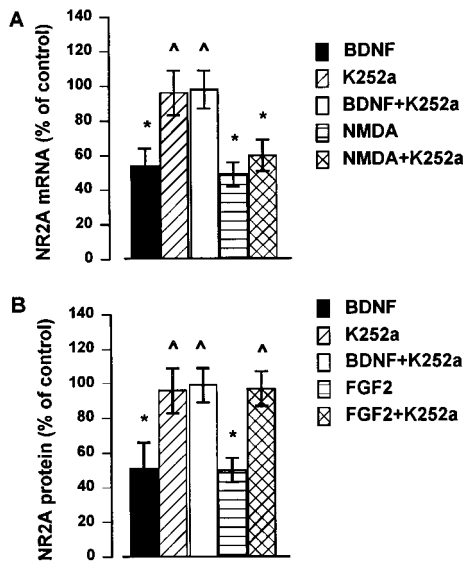 A
NR2A mRNA (% of control)
140
120
100
80
60
40
20
0
*
^
^
*
*
BDNF
K252a
BDNF+K252a
NMDA
NMDA+K252a
B
NR2A protein (% of control)
140
120
100
80
60
40
20
0
*
^
^
*
^
BDNF
K252a
BDNF+K252a
FGF2
FGF2+K252a